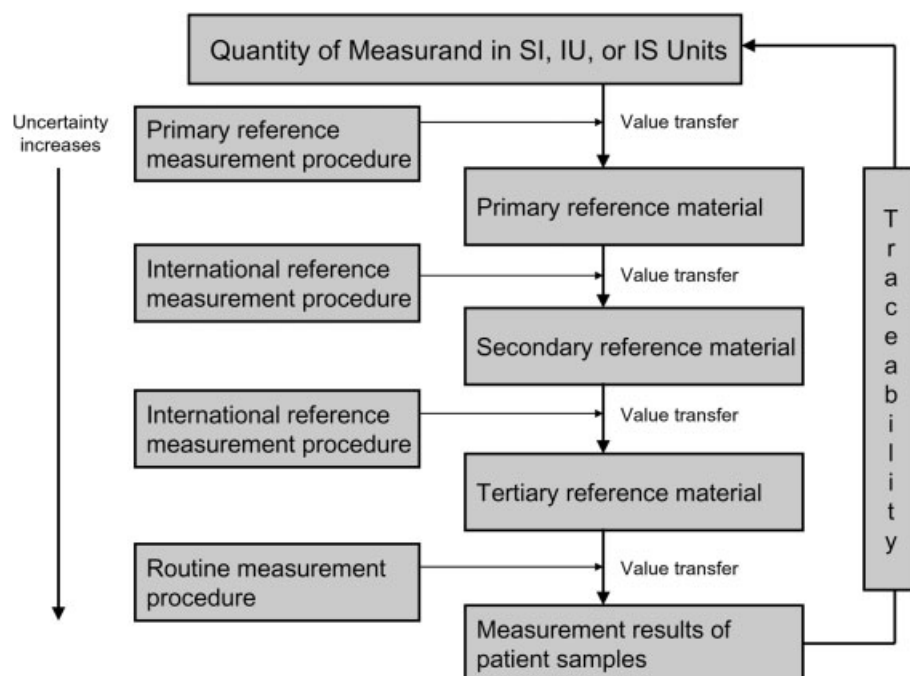 Quantity of Measurand in SI, IU, or IS Units
Uncertainty
increases
Primary reference
measurement procedure
Value transfer
Primary reference material
International reference
measurement procedure
Value transfer
Secondary reference material
International reference
measurement procedure
Value transfer
Tertiary reference material
Routine measurement
procedure
Value transfer
Measurement results of
patient samples
Traceability